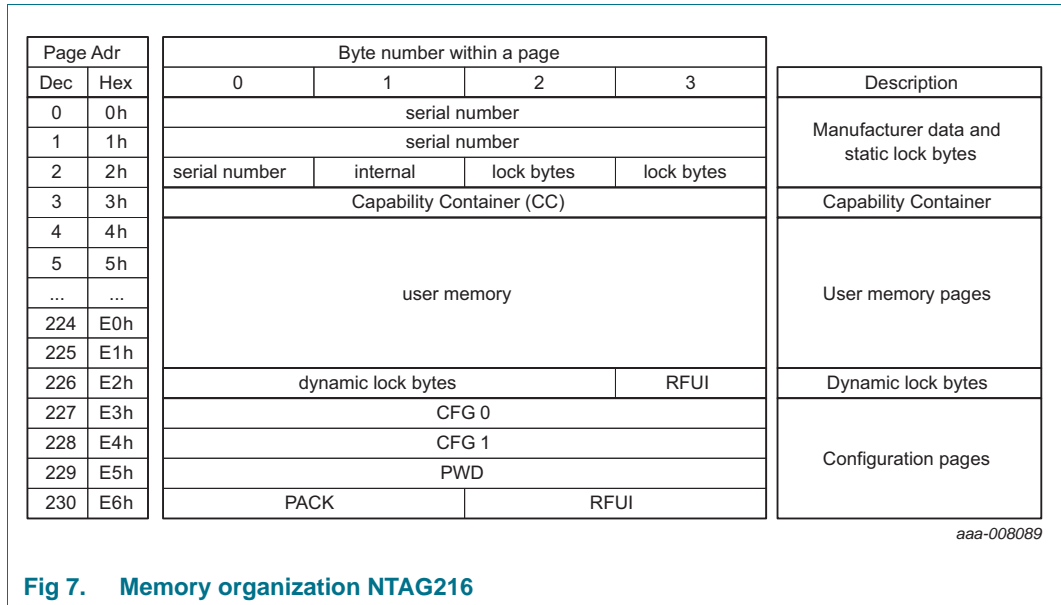 Page Adr Byte number within a page
Dec Hex 0 1 2 3 Description
0 0h serial number
1 1h serial number
Manufacturer data and
static lock bytes
2 2h serial number internal lock bytes lock bytes
3 3h Capability Container (CC) Capability Container
4 4h
5 5h
... ... user memory User memory pages
224 E0h
225 E1h
226 E2h dynamic lock bytes RFUI Dynamic lock bytes
227 E3h CFG 0
228 E4h CFG 1
Configuration pages
229 E5h PWD
230 E6h PACK RFUI
aaa-008089
Fig 7. Memory organization NTAG216